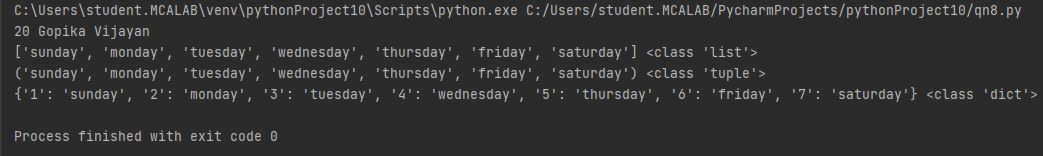 C:\Users\student.MCALAB\venv\pythonProject10\Scripts\python.exe C:/Users/student.MCALAB/PycharmProjects/pythonProject10/qn8.py
20 Gopika Vijayan
['sunday', 'monday', 'tuesday', 'wednesday', 'thursday', 'friday', 'saturday'] <class 'list'>
('sunday', 'monday', 'tuesday', 'wednesday', 'thursday', 'friday', 'saturday') <class 'tuple'>
{'1': 'sunday', '2': 'monday', '3': 'tuesday', '4': 'wednesday', '5': 'thursday', '6': 'friday', '7': 'saturday'} <class 'dict'>
Process finished with exit code 0